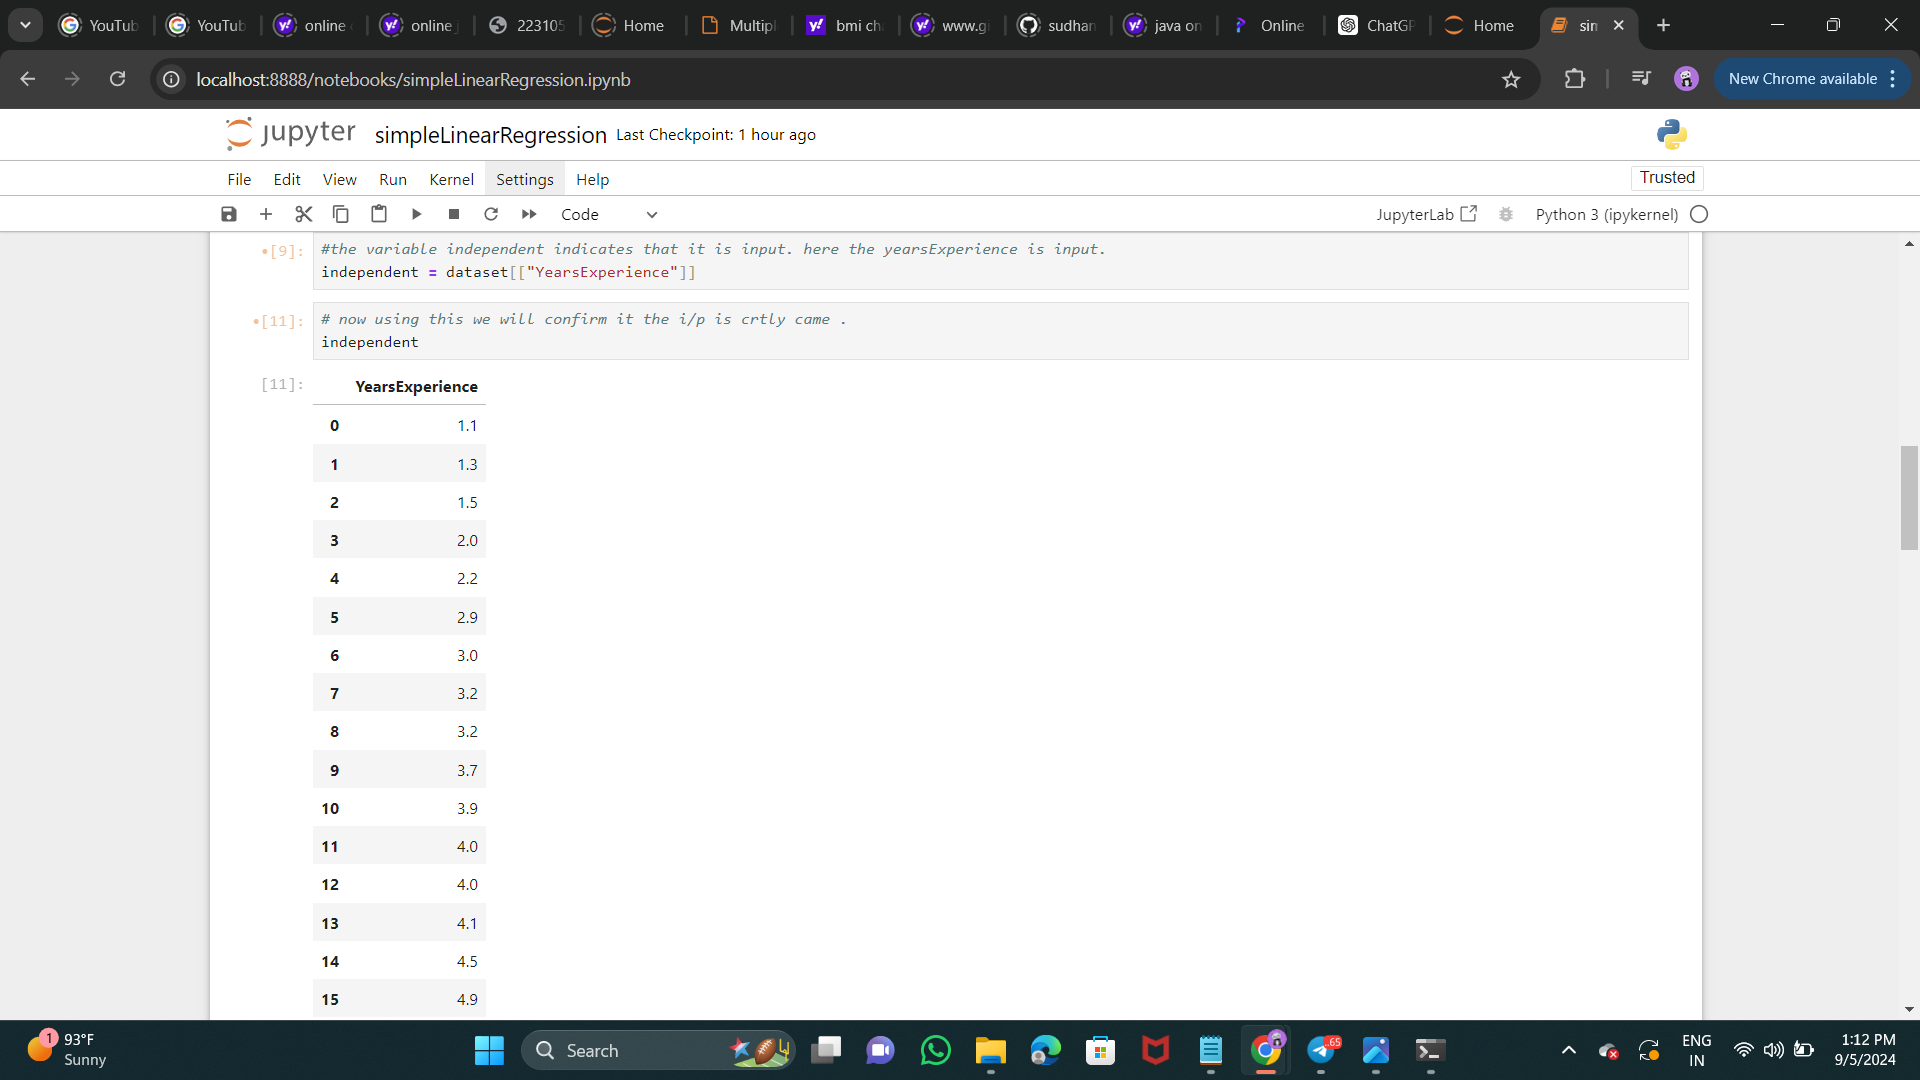 YouTub
YouTub
online
online j
223105
Home
Multipl
bmi ch
www.gi
sudhan
java on
Online
ChatGP
Home
sim
localhost:8888/notebooks/simpleLinearRegression.ipynb
New Chrome available
jupyter simpleLinearRegression Last Checkpoint: 1 hour ago
File Edit View Run Kernel Settings Help
Trusted
Code
JupyterLab
Python 3 (ipykernel)
•[9]: #the variable independent indicates that it is input. here the yearsExperience is input.
independent = dataset[["YearsExperience"]]
•[11]: # now using this we will confirm it the i/p is crtly came .
independent
[11]: YearsExperience
0 1.1
1 1.3
2 1.5
3 2.0
4 2.2
5 2.9
6 3.0
7 3.2
8 3.2
9 3.7
10 3.9
11 4.0
12 4.0
13 4.1
14 4.5
15 4.9
1
93°F
Sunny
Search
65
ENG
IN
1:12 PM
9/5/2024